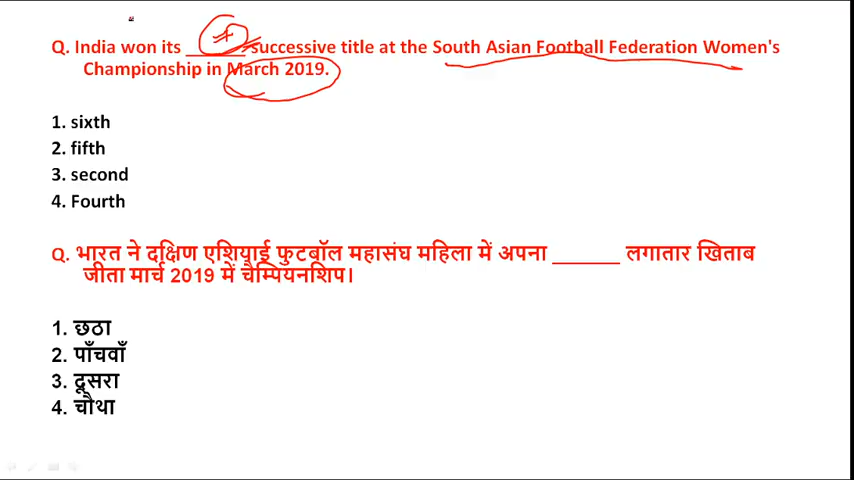 Q. India won its ______ successive title at the South Asian Football Federation Women's
Championship in March 2019.
1. sixth
2. fifth
3. second
4. Fourth
Q. भारत ने दक्षिण एशियाई फुटबॉल महासंघ महिला में अपना ______ लगातार खिताब
जीता मार्च 2019 में चैम्पियनशिप।
1. छठा
2. पाँचवाँ
3. दूसरा
4. चौथा